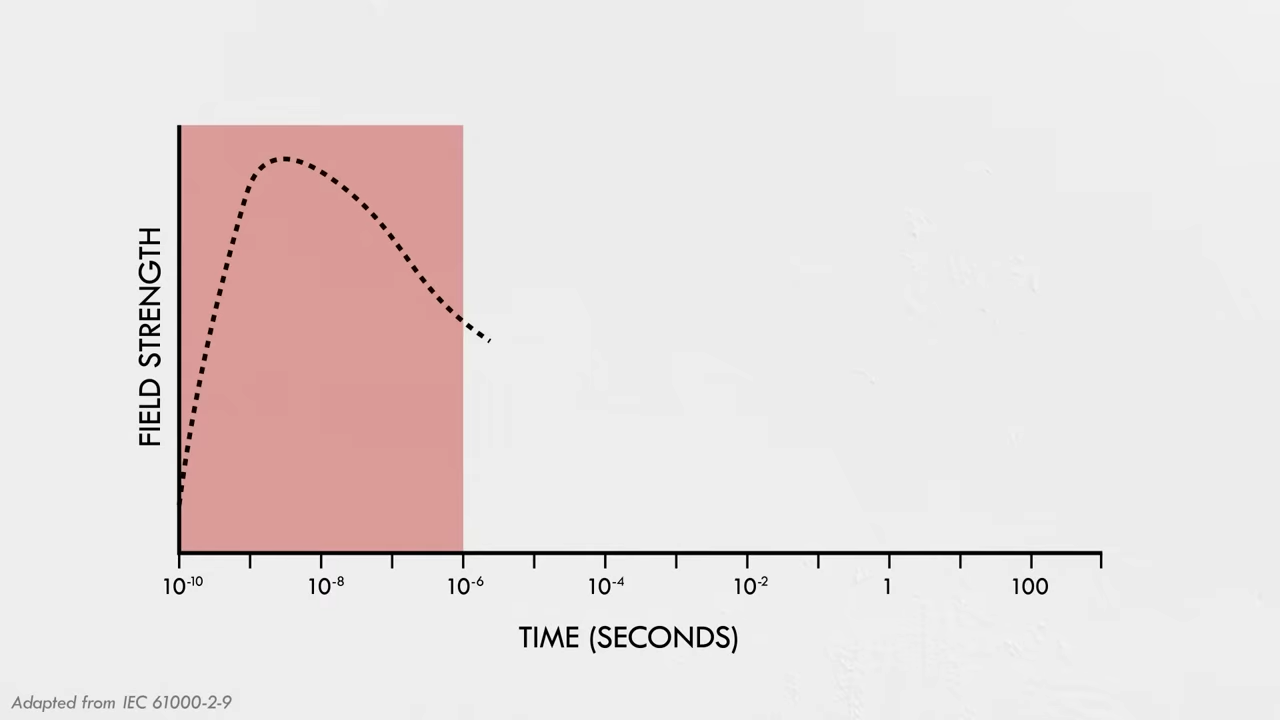 FIELD STRENGTH
10⁻¹⁰ 10⁻⁸ 10⁻⁶ 10⁻⁴ 10⁻² 1 100
TIME (SECONDS)
Adapted from IEC 61000-2-9